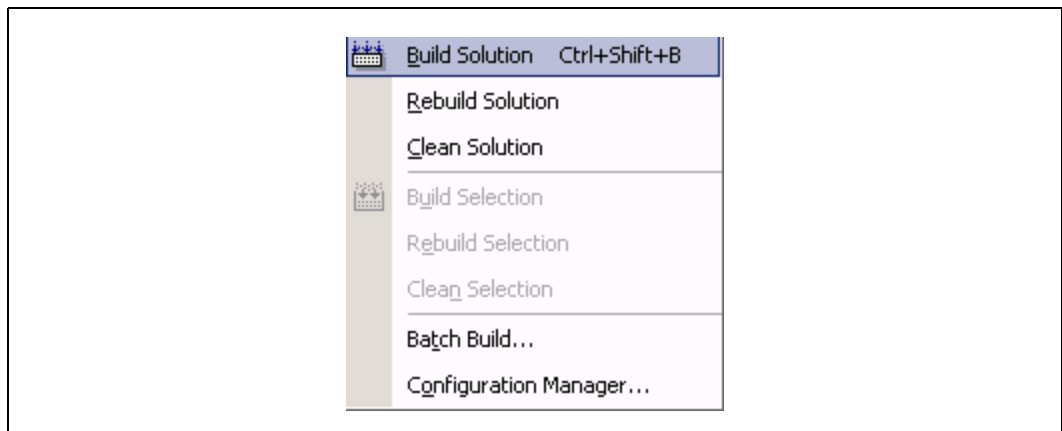 Build Solution Ctrl+Shift+B
Rebuild Solution
Clean Solution
Build Selection
Rebuild Selection
Clean Selection
Batch Build...
Configuration Manager...